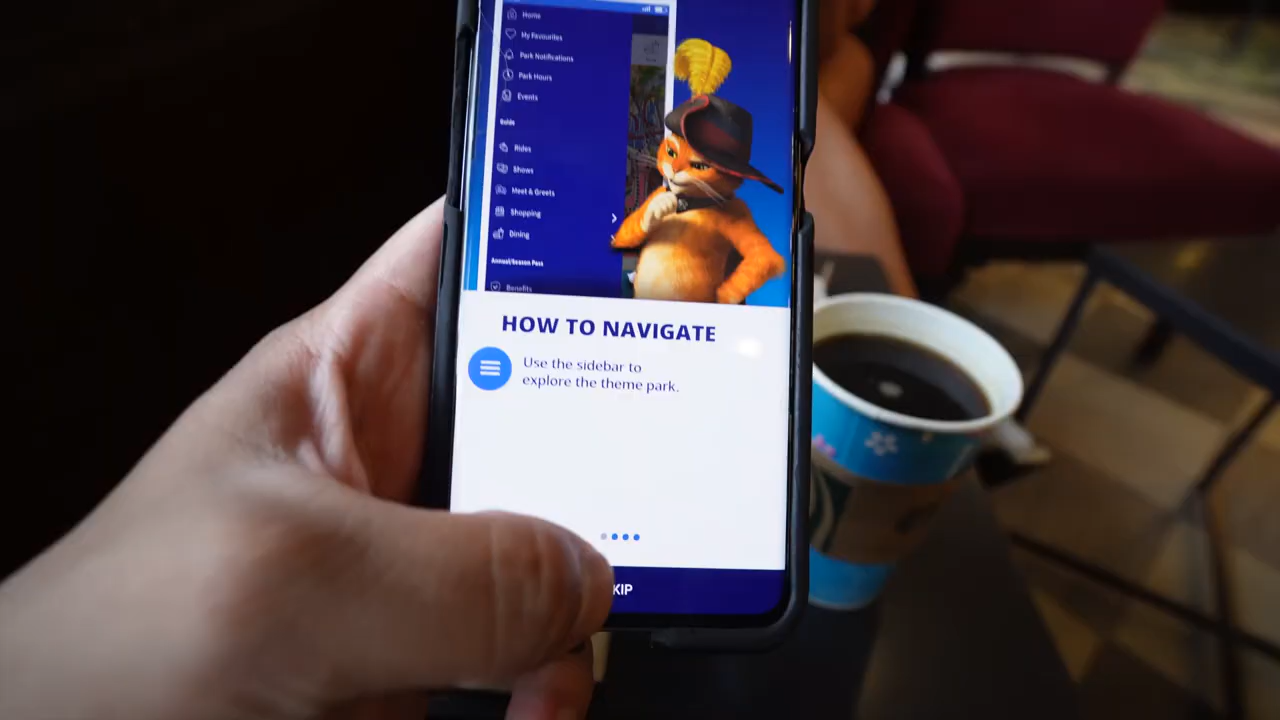 Home
My Favourites
Park Notifications
Park Hours
Events
Guide
Rides
Shows
Meet & Greets
Shopping
Dining
Annual/Season Pass
Benefits
HOW TO NAVIGATE
Use the sidebar to
explore the theme park.
KIP